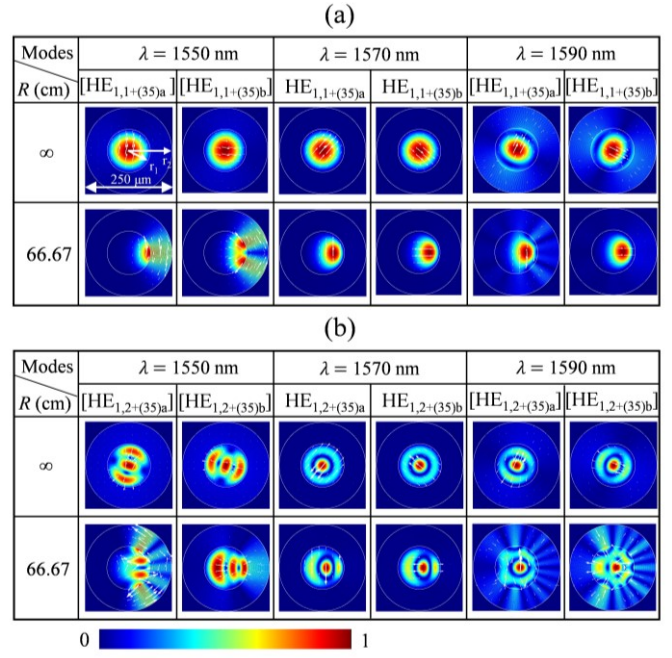 (a)
Modes λ = 1550 nm λ = 1570 nm λ = 1590 nm
R (cm) [HE1,1+(35)a] [HE1,1+(35)b] HE1,1+(35)a HE1,1+(35)b [HE1,1+(35)a] [HE1,1+(35)b]
∞ r1 r2 250 μm
66.67
(b)
Modes λ = 1550 nm λ = 1570 nm λ = 1590 nm
R (cm) [HE1,2+(35)a] [HE1,2+(35)b] HE1,2+(35)a HE1,2+(35)b [HE1,2+(35)a] [HE1,2+(35)b]
∞
66.67
0 1